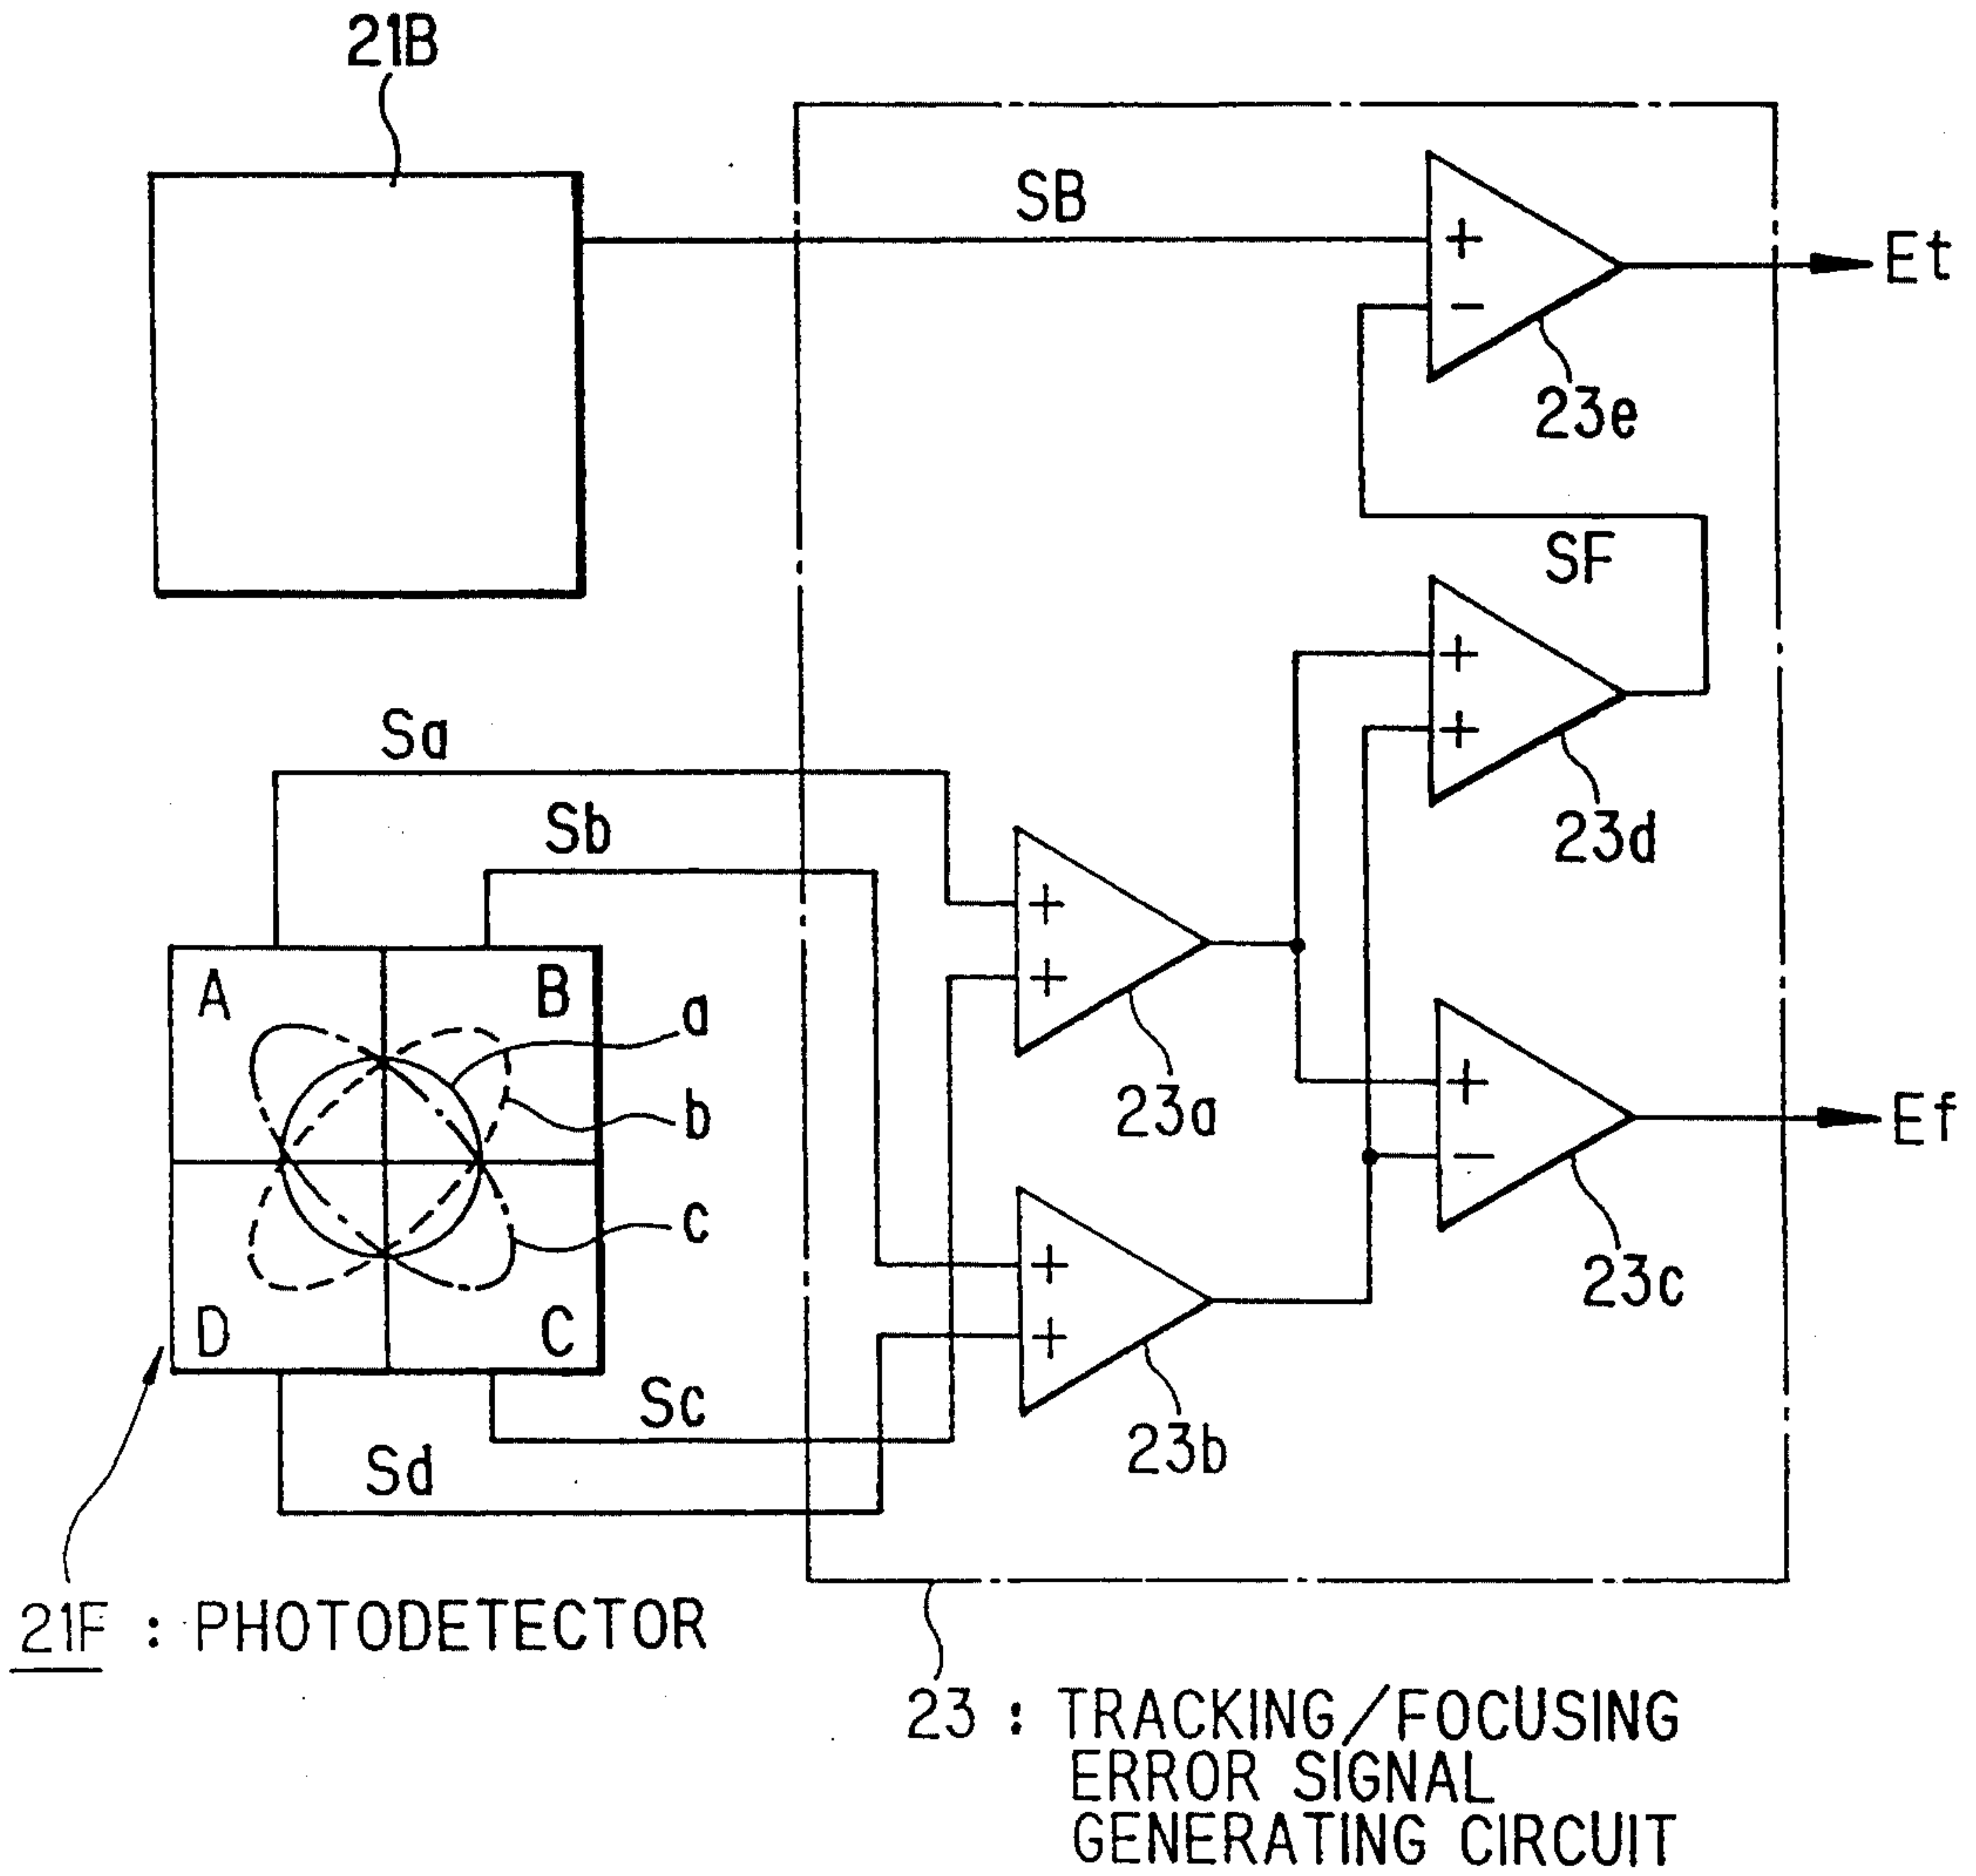 21B
SB
+
−
Et
23e
SF
+
+
23d
Sa
Sb
+
+
23a
A
B
a
b
c
D
C
+
−
Ef
23c
+
+
23b
Sc
Sd
21F : PHOTODETECTOR
23 : TRACKING/FOCUSING
ERROR SIGNAL
GENERATING CIRCUIT